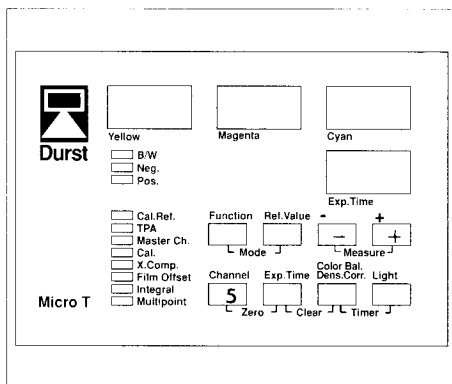 Durst
Yellow
Magenta
Cyan
B/W
Neg.
Pos.
Exp.Time
Cal.Ref.
TPA
Master Ch.
Cal.
X.Comp.
Film Offset
Integral
Multipoint
Function Ref.Value - +
- +
Mode Measure
Channel Exp.Time Color Bal. Dens.Corr. Light
5
Zero Clear Timer
Micro T